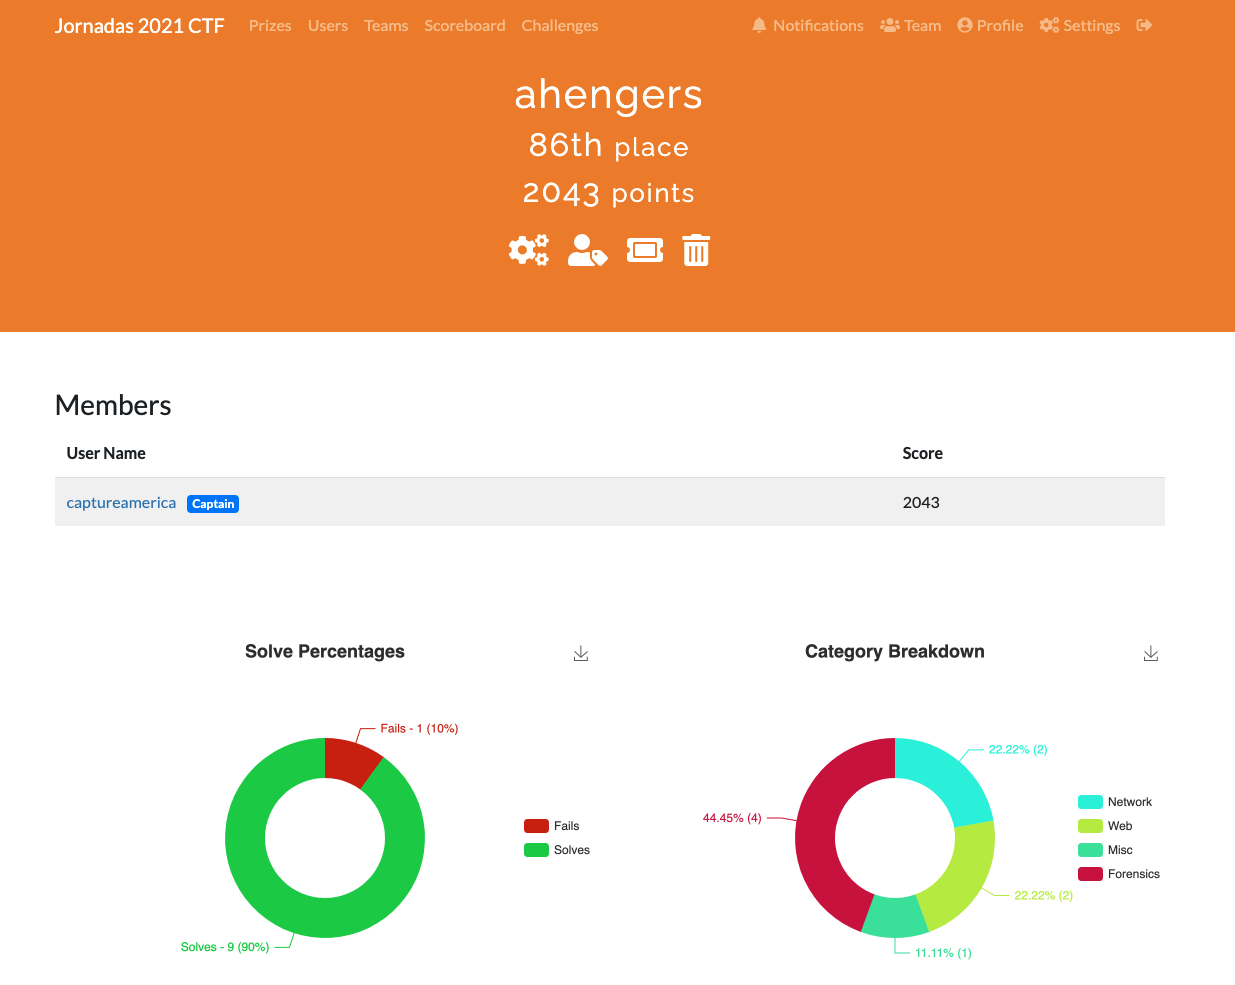 Jornadas 2021 CTF Prizes Users Teams Scoreboard Challenges Notifications Team Profile Settings
ahengers
86th place
2043 points
Members
User Name Score
captureamerica Captain 2043
Solve Percentages
Fails - 1 (10%)
Fails
Solves
Solves - 9 (90%)
Category Breakdown
22.22% (2)
44.45% (4)
Network
Web
Misc
Forensics
22.22% (2)
11.11% (1)